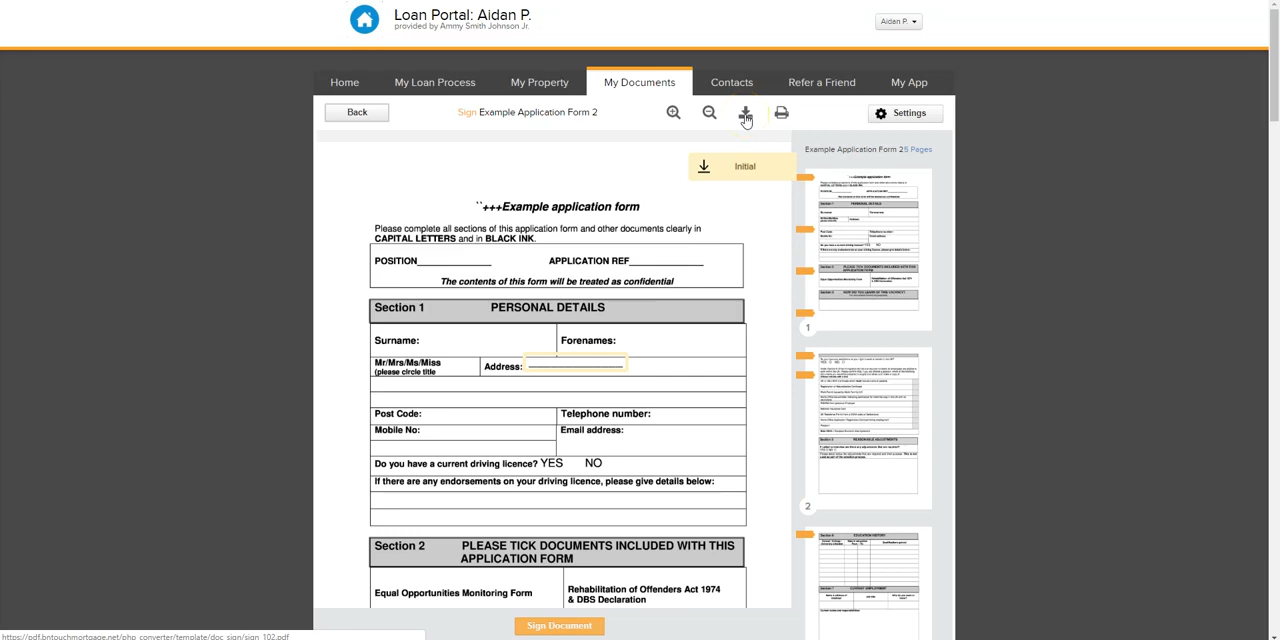 Loan Portal: Aidan P.
provided by Ammy Smith Johnson Jr.
Aidan P.
Home My Loan Process My Property My Documents Contacts Refer a Friend My App
Back Sign Example Application Form 2 Settings
Example Application Form 2 5 Pages
Initial
``+++Example application form
Please complete all sections of this application form and other documents clearly in
CAPITAL LETTERS and in BLACK INK.
POSITION__________ APPLICATION REF__________
The contents of this form will be treated as confidential
Section 1 PERSONAL DETAILS
Surname: Forenames:
Mr/Mrs/Ms/Miss
(please circle title
Address:
Post Code: Telephone number:
Mobile No: Email address:
Do you have a current driving licence? YES NO
If there are any endorsements on your driving licence, please give details below:
Section 2 PLEASE TICK DOCUMENTS INCLUDED WITH THIS
APPLICATION FORM
Equal Opportunities Monitoring Form
Rehabilitation of Offenders Act 1974
& DBS Declaration
1
2
Sign Document
https://pdf.bntouchmortgage.net/php_converter/template/doc_sign/sign_102.pdf